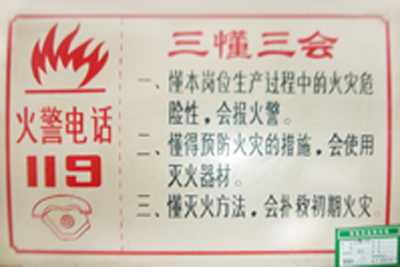 火警电话
119
三懂三会
一、懂本岗位生产过程中的火灾危
险性，会报火警。
二、懂得预防火灾的措施，会使用
灭火器材。
三、懂灭火方法，会扑救初期火灾。